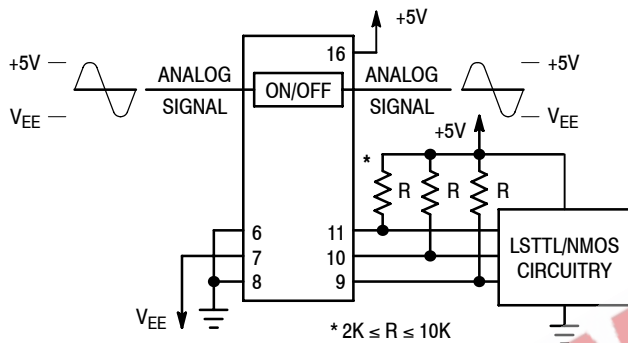 +5V
16
+5V
ANALOG
SIGNAL
ON/OFF
ANALOG
SIGNAL
+5V
VEE
VEE
+5V
*
R
R
R
6
11
7
10
8
9
LSTTL/NMOS
CIRCUITRY
VEE
* 2K ≤ R ≤ 10K